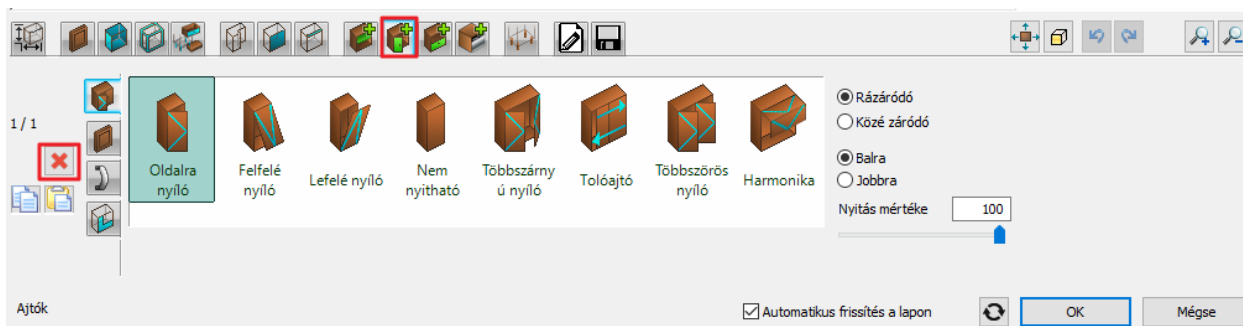 1 / 1
Oldalra
nyíló
Felfelé
nyíló
Lefelé nyíló
Nem
nyitható
Többszárny
ú nyíló
Tolóajtó
Többszörös
nyíló
Harmonika
Rázáródó
Közé záródó
Balra
Jobbra
Nyitás mértéke 100
Ajtók
Automatikus frissítés a lapon
OK
Mégse